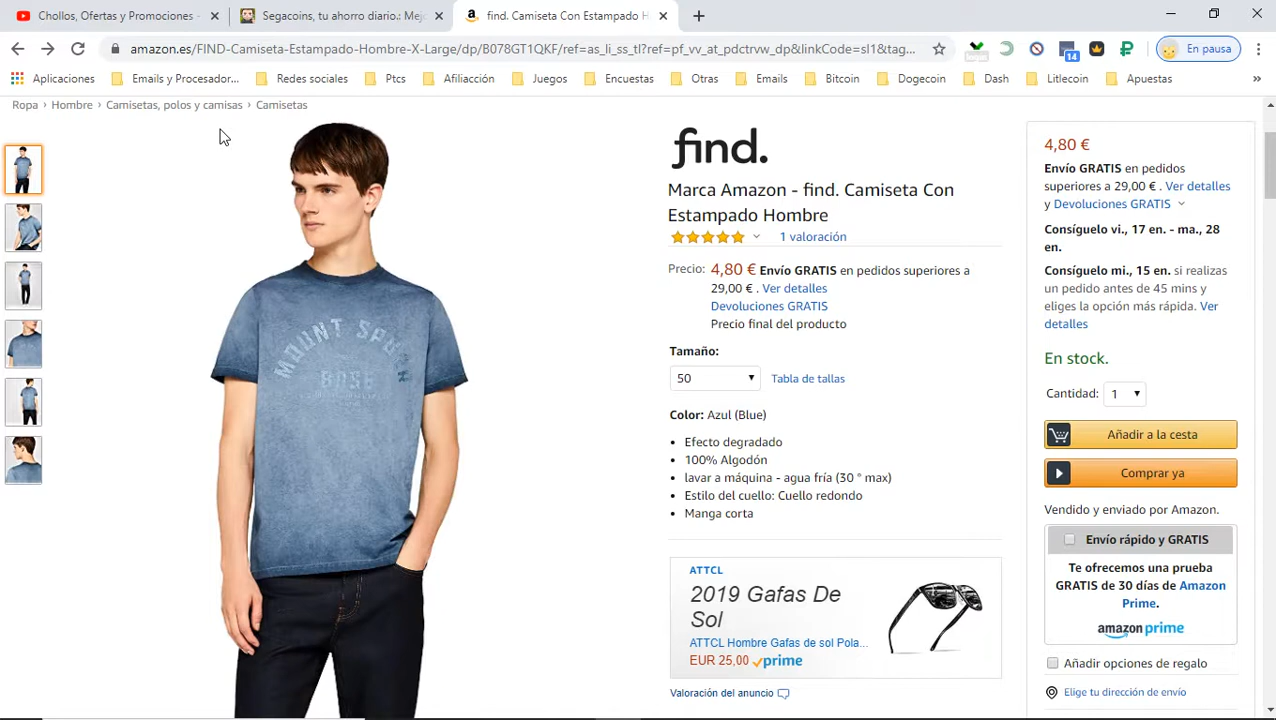 Chollos, Ofertas y Promociones -
Segacoins, tu ahorro diario.: Mejo
find. Camiseta Con Estampado H
amazon.es/FIND-Camiseta-Estampado-Hombre-X-Large/dp/B078GT1QKF/ref=as_li_ss_tl?ref=pf_vv_at_pdctrvw_dp&linkCode=sl1&tag...
14
En pausa
Aplicaciones
Emails y Procesador...
Redes sociales
Ptcs
Afiliacción
Juegos
Encuestas
Otras
Emails
Bitcoin
Dogecoin
Dash
Litlecoin
Apuestas
»
Ropa › Hombre › Camisetas, polos y camisas › Camisetas
find.
Marca Amazon - find. Camiseta Con
Estampado Hombre
1 valoración
Precio: 4,80 € Envío GRATIS en pedidos superiores a
29,00 € . Ver detalles
Devoluciones GRATIS
Precio final del producto
Tamaño:
50
Tabla de tallas
Color: Azul (Blue)
• Efecto degradado
• 100% Algodón
• lavar a máquina - agua fría (30 ° max)
• Estilo del cuello: Cuello redondo
• Manga corta
ATTCL
2019 Gafas De
Sol
ATTCL Hombre Gafas de sol Pola...
EUR 25,00 prime
Valoración del anuncio
4,80 €
Envío GRATIS en pedidos
superiores a 29,00 € . Ver detalles
y Devoluciones GRATIS
Consíguelo vi., 17 en. - ma., 28
en.
Consíguelo mi., 15 en. si realizas
un pedido antes de 45 mins y
eliges la opción más rápida. Ver
detalles
En stock.
Cantidad: 1
Añadir a la cesta
Comprar ya
Vendido y enviado por Amazon.
Envío rápido y GRATIS
Te ofrecemos una prueba
GRATIS de 30 días de Amazon
Prime.
amazon prime
Añadir opciones de regalo
Elige tu dirección de envío
MOUNT